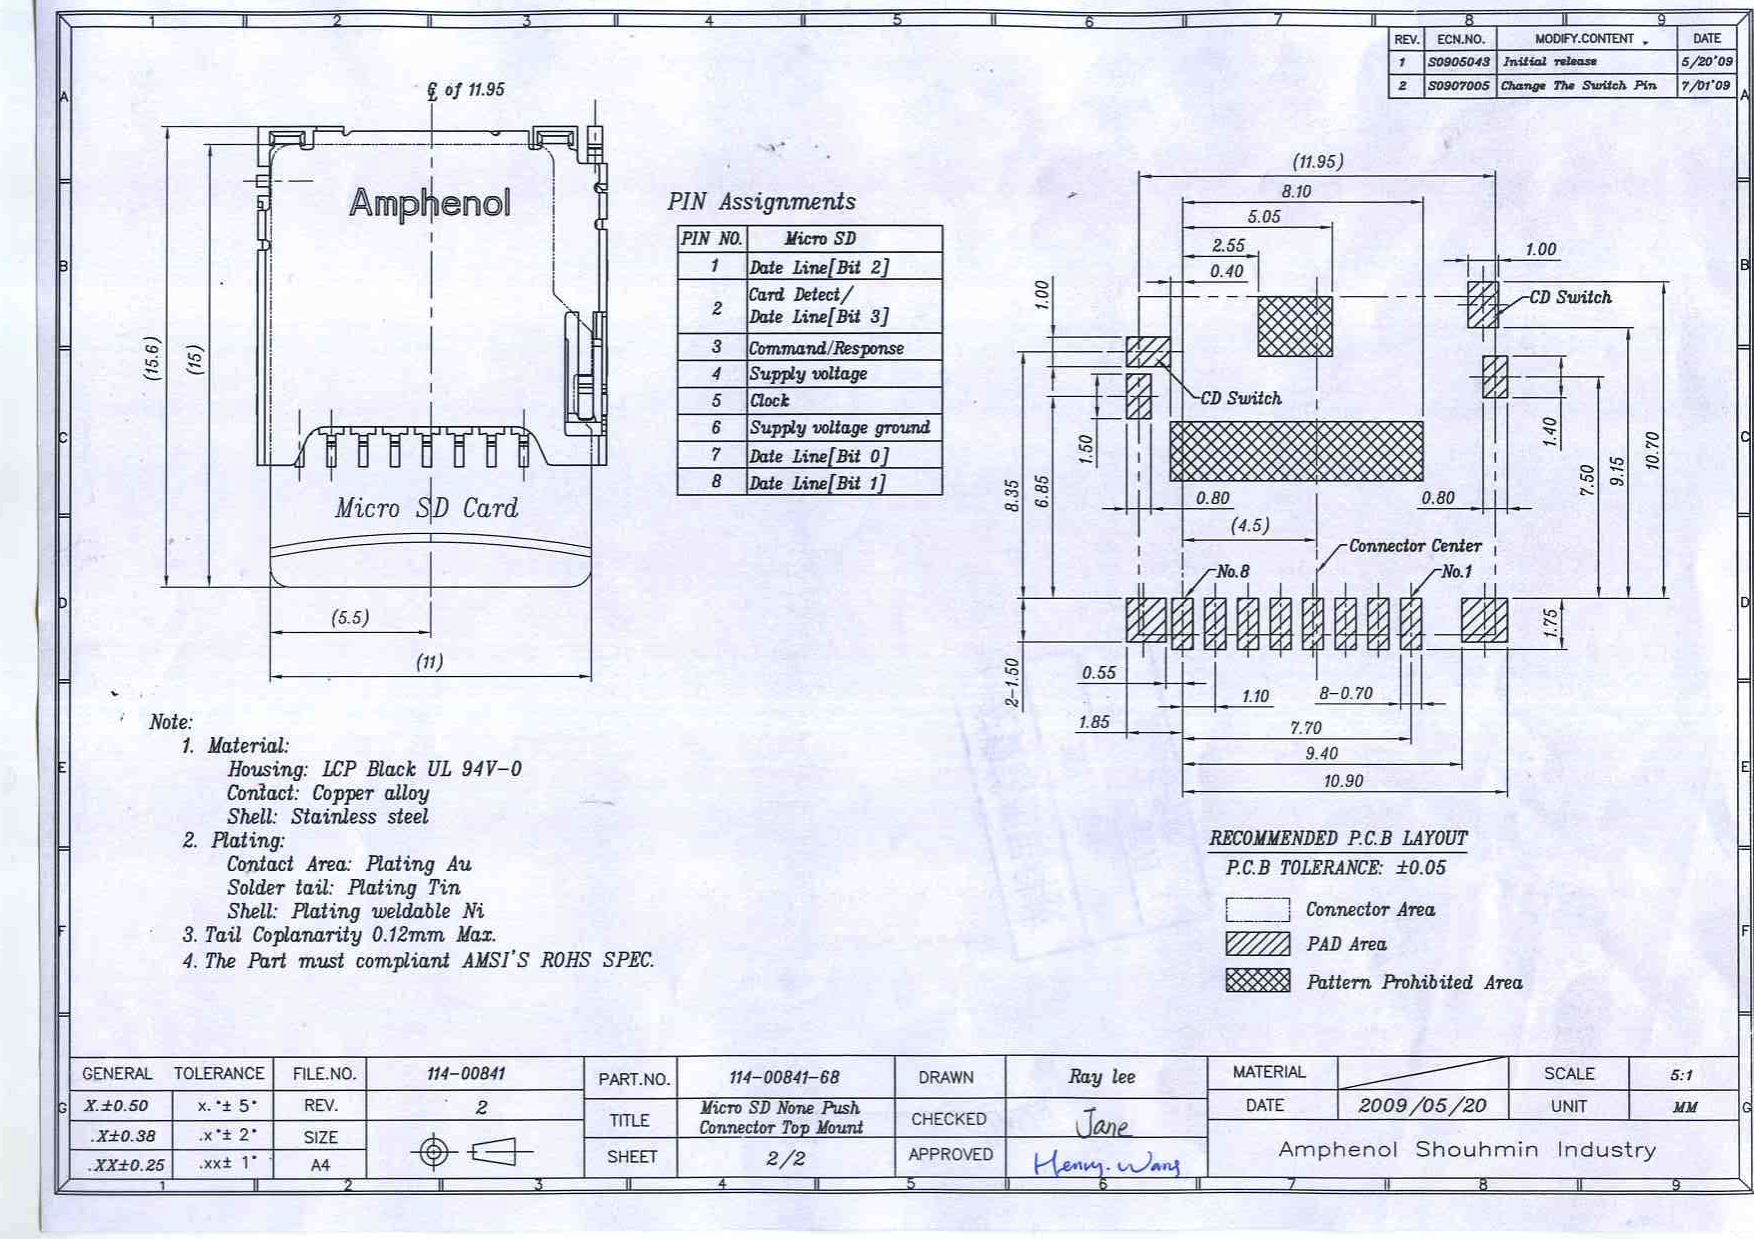 1 2 3 4 5 6 7 8 9
REV. ECN.NO. MODIFY.CONTENT DATE
1 S0905043 Initial release 5/20'09
2 S0907005 Change The Switch Pin 7/01'09
A A
B B
C C
D D
E E
F F
G G
℄ of 11.95
Amphenol
(15.6)
(15)
Micro SD Card
(5.5)
(11)
PIN Assignments
PIN NO. Micro SD
1 Date Line[Bit 2]
2 Card Detect/
Date Line[Bit 3]
3 Command/Response
4 Supply voltage
5 Clock
6 Supply voltage ground
7 Date Line[Bit 0]
8 Date Line[Bit 1]
(11.95)
8.10
5.05
2.55
0.40
1.00
1.00
CD Switch
CD Switch
1.50
1.40
7.50
9.15
10.70
8.35
6.85
0.80 0.80
(4.5)
Connector Center
No.8 No.1
1.75
2-1.50
0.55
1.10 8-0.70
1.85
7.70
9.40
10.90
RECOMMENDED P.C.B LAYOUT
P.C.B TOLERANCE: ±0.05
Connector Area
PAD Area
Pattern Prohibited Area
Note:
1. Material:
Housing: LCP Black UL 94V-0
Contact: Copper alloy
Shell: Stainless steel
2. Plating:
Contact Area: Plating Au
Solder tail: Plating Tin
Shell: Plating weldable Ni
3. Tail Coplanarity 0.12mm Max.
4. The Part must compliant AMSI'S ROHS SPEC.
GENERAL TOLERANCE FILE.NO. 114-00841
X.±0.50 x.°± 5° REV. 2
.X±0.38 .x°± 2° SIZE
.XX±0.25 .xx± 1° A4
PART.NO. 114-00841-68 DRAWN Ray lee
TITLE Micro SD None Push
Connector Top Mount CHECKED Jane
SHEET 2/2 APPROVED Henry.Wang
MATERIAL SCALE 5:1
DATE 2009/05/20 UNIT MM
Amphenol Shouhmin Industry
1 2 3 4 5 6 7 8 9